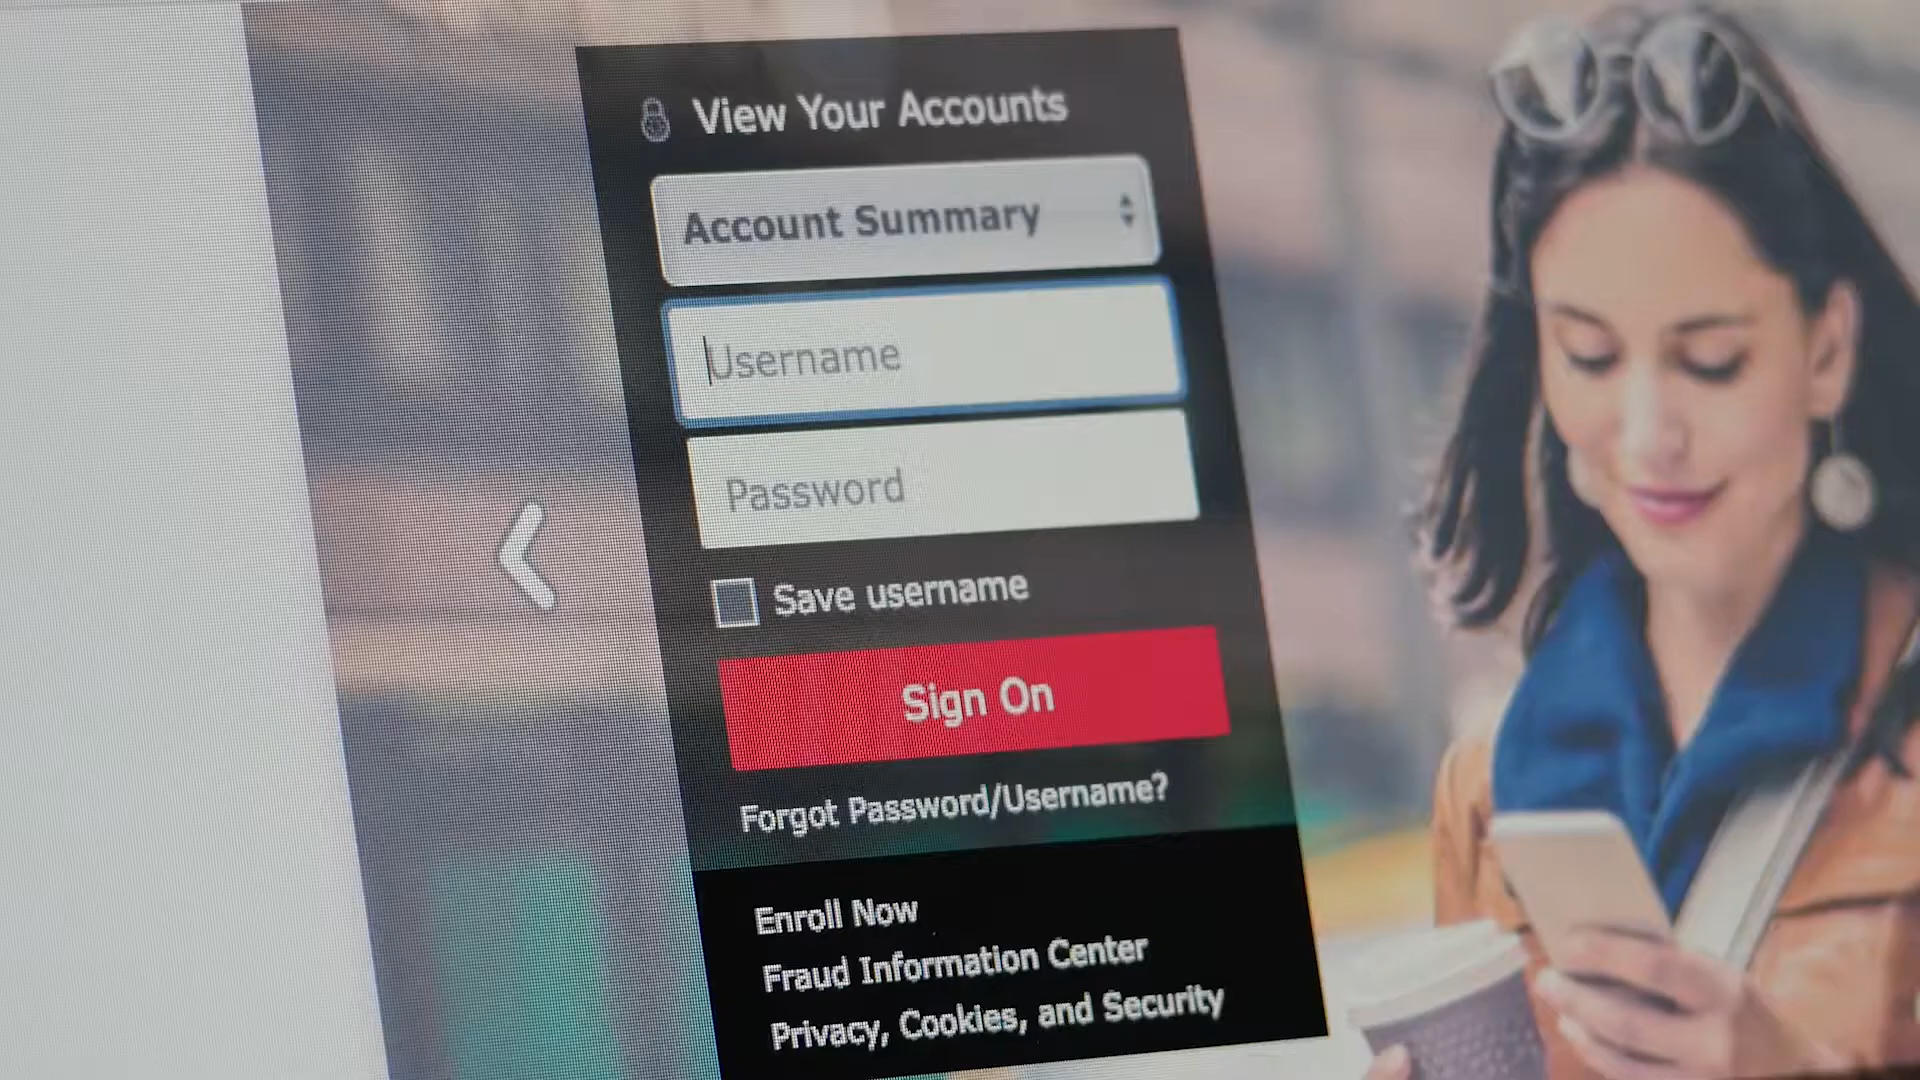 View Your Accounts
Account Summary
Username
Password
Save username
Sign On
Forgot Password/Username?
Enroll Now
Fraud Information Center
Privacy, Cookies, and Security